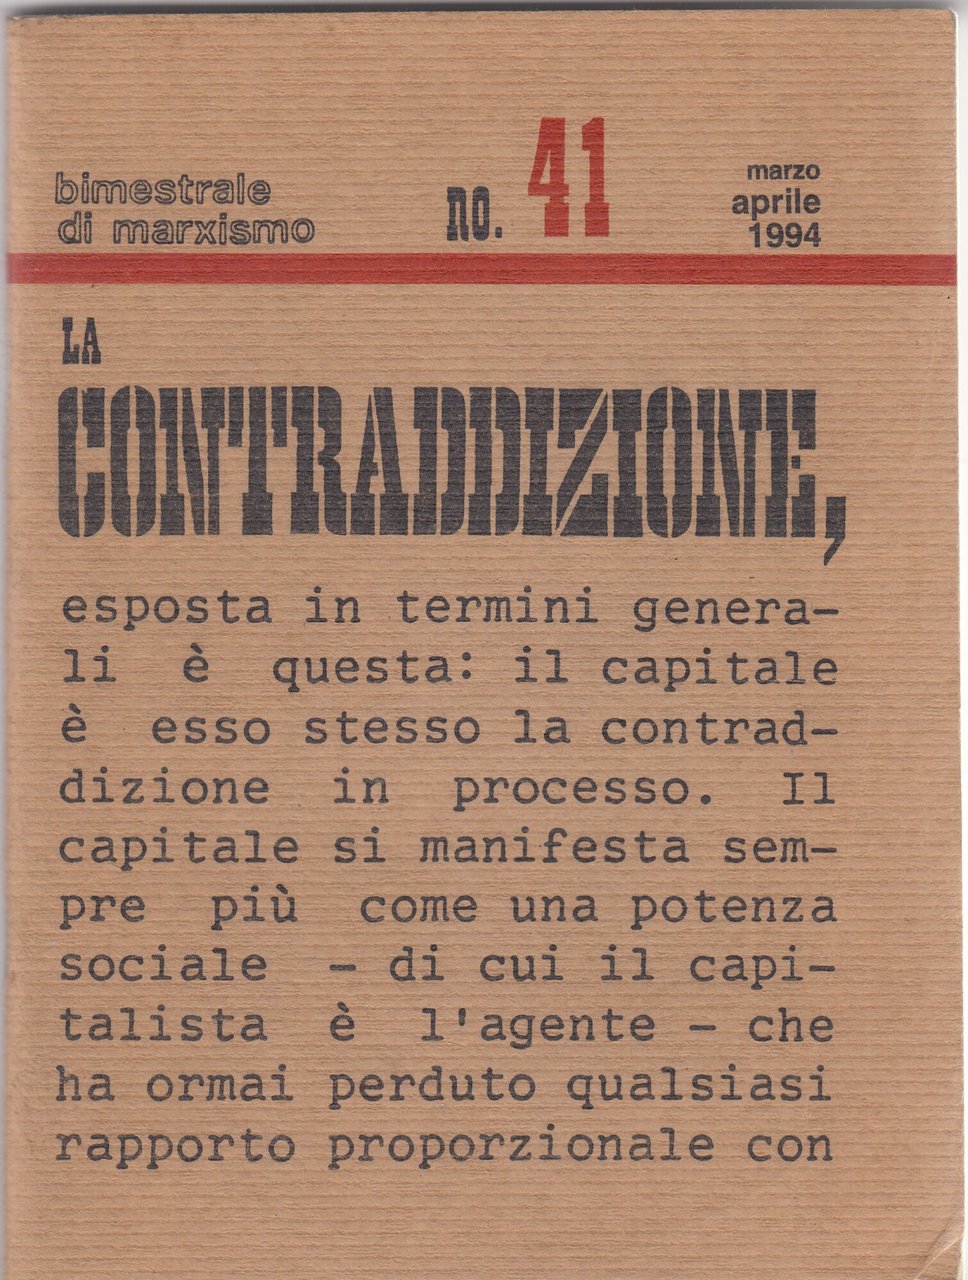 bimestrale
di marxismo
no. 41
marzo
aprile
1994
LA
CONTRADDIZIONE,
esposta in termini genera-
li è questa: il capitale
è esso stesso la contrad-
dizione in processo. Il
capitale si manifesta sem-
pre più come una potenza
sociale - di cui il capi-
talista è l'agente - che
ha ormai perduto qualsiasi
rapporto proporzionale con